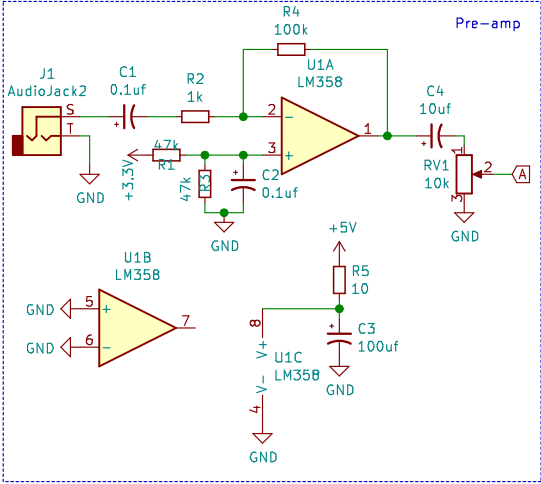 Pre-amp
R4
100k
U1A
LM358
J1
AudioJack2
S
T
C1
0.1uf
R2
1k
2
-
3
+
1
C4
10uf
+
RV1
10k
1
2
3
A
+
47k
R1
+3.3V
47k
R3
+
C2
0.1uf
GND
GND
GND
+5V
R5
10
U1B
LM358
GND
5
+
7
GND
6
-
8
V+
+
C3
100uf
U1C
LM358
V-
4
GND
GND